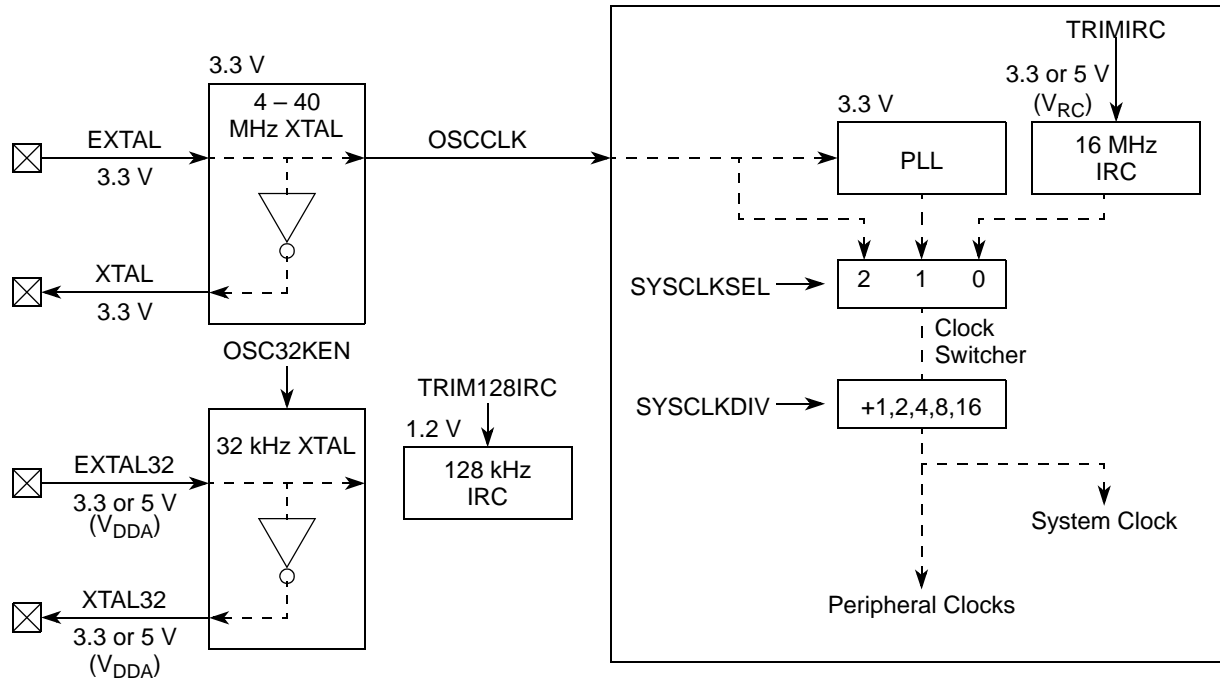 3.3 V
4 – 40
MHz XTAL
EXTAL
3.3 V
XTAL
3.3 V
OSCCLK
OSC32KEN
32 kHz XTAL
EXTAL32
3.3 or 5 V
(VDDA)
XTAL32
3.3 or 5 V
(VDDA)
TRIM128IRC
1.2 V
128 kHz
IRC
TRIMIRC
3.3 or 5 V
(VRC)
16 MHz
IRC
3.3 V
PLL
SYSCLKSEL
2 1 0
Clock
Switcher
SYSCLKDIV
+1,2,4,8,16
System Clock
Peripheral Clocks